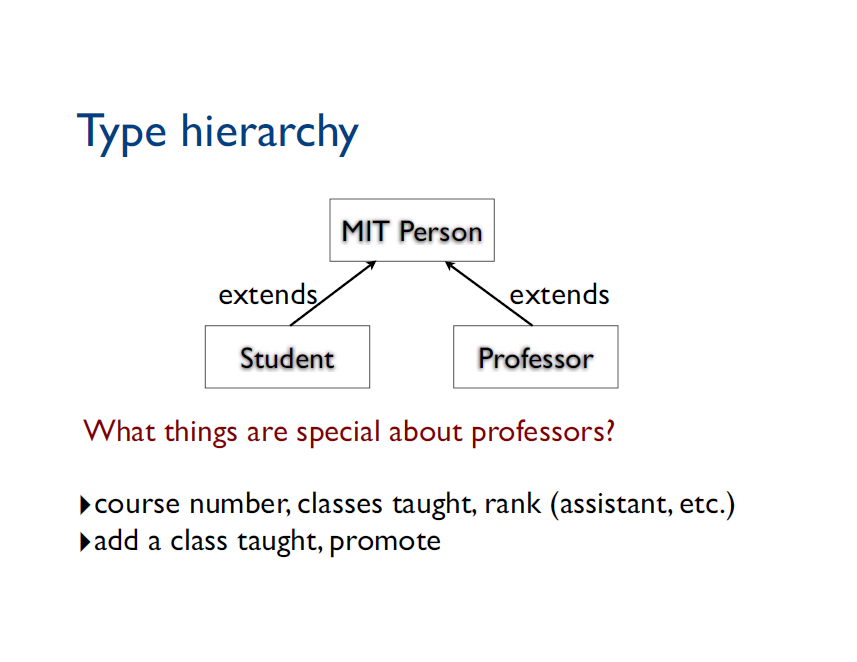 Type hierarchy
MIT Person
extends
extends
Student
Professor
What things are special about professors?
▸course number, classes taught, rank (assistant, etc.)
▸add a class taught, promote